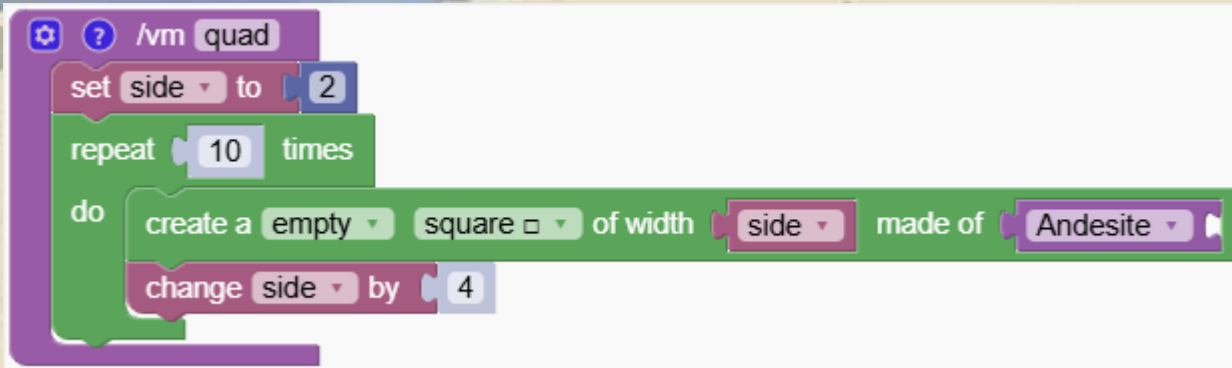 ? /vm quad
set side to 2
repeat 10 times
do create a empty square □ of width side made of Andesite
change side by 4